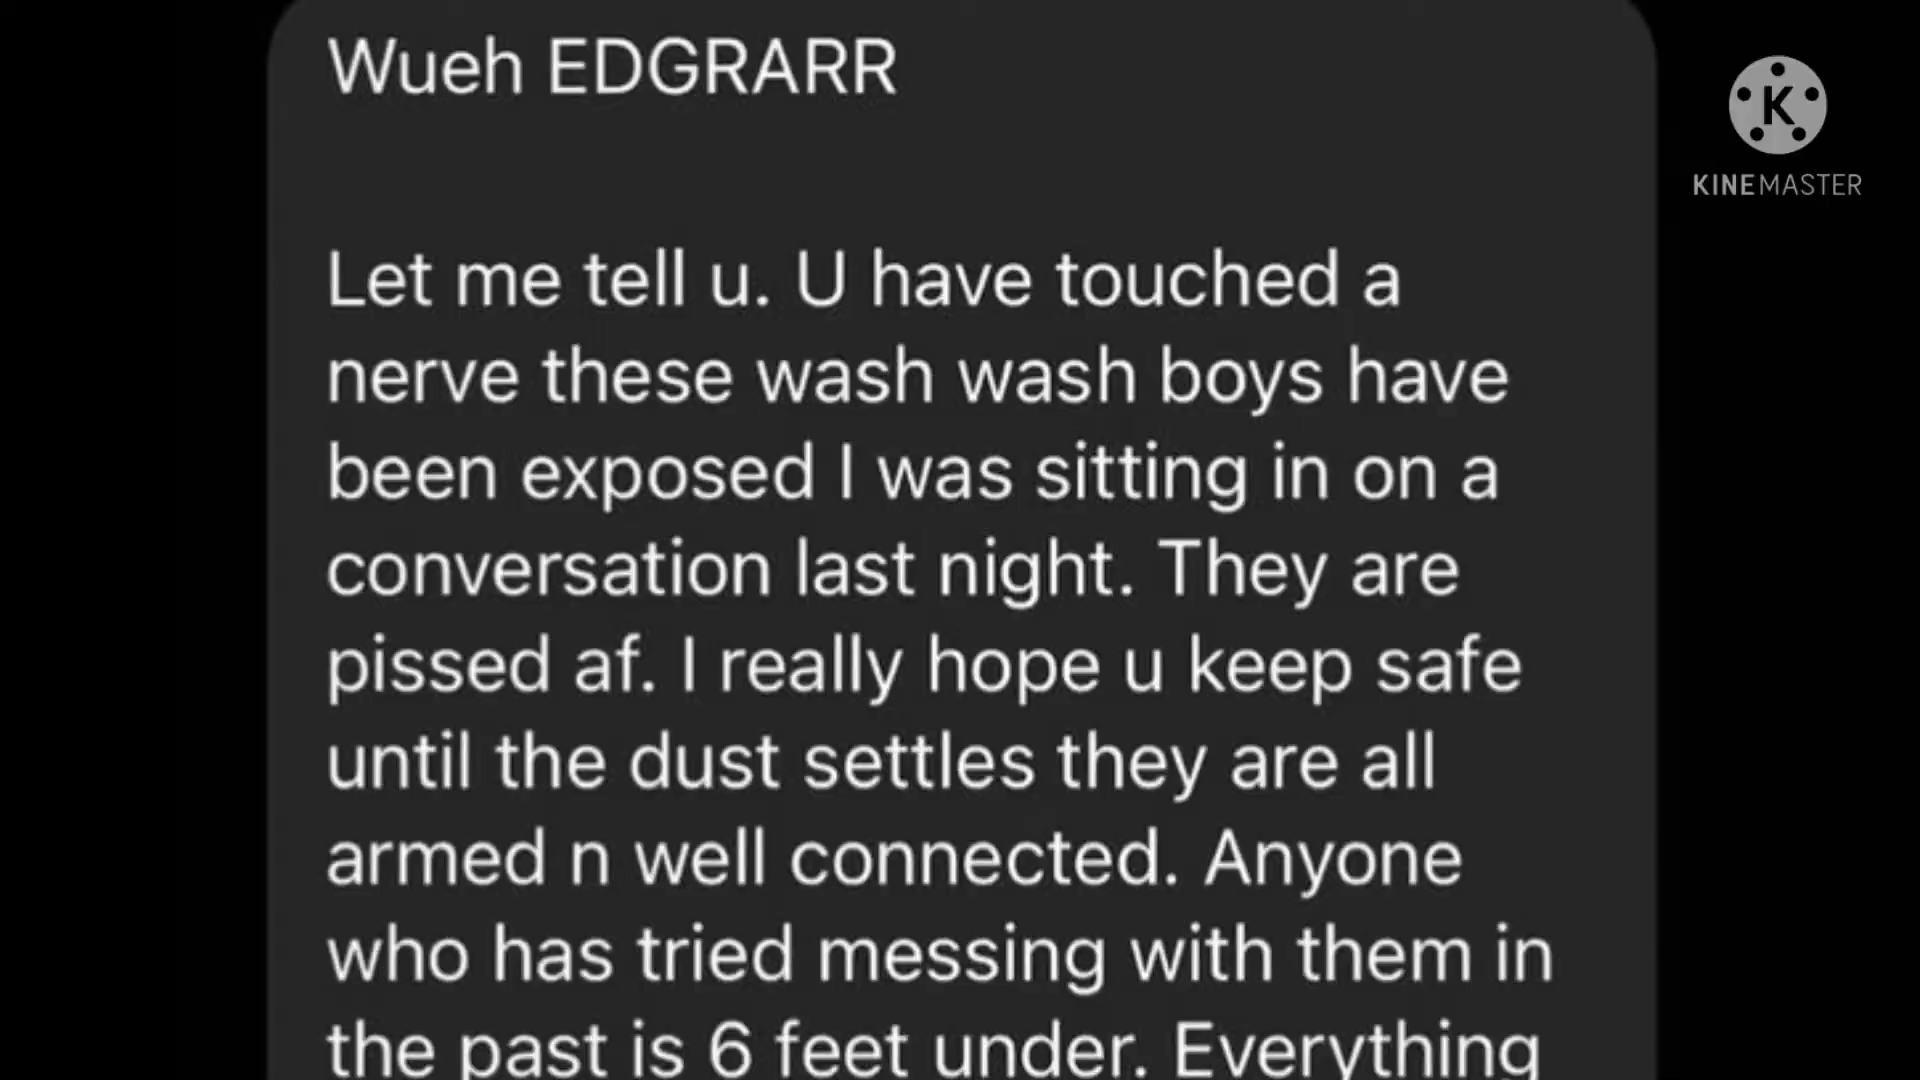 Wueh EDGRARR
Let me tell u. U have touched a
nerve these wash wash boys have
been exposed I was sitting in on a
conversation last night. They are
pissed af. I really hope u keep safe
until the dust settles they are all
armed n well connected. Anyone
who has tried messing with them in
the past is 6 feet under. Everything
K
KINEMASTER